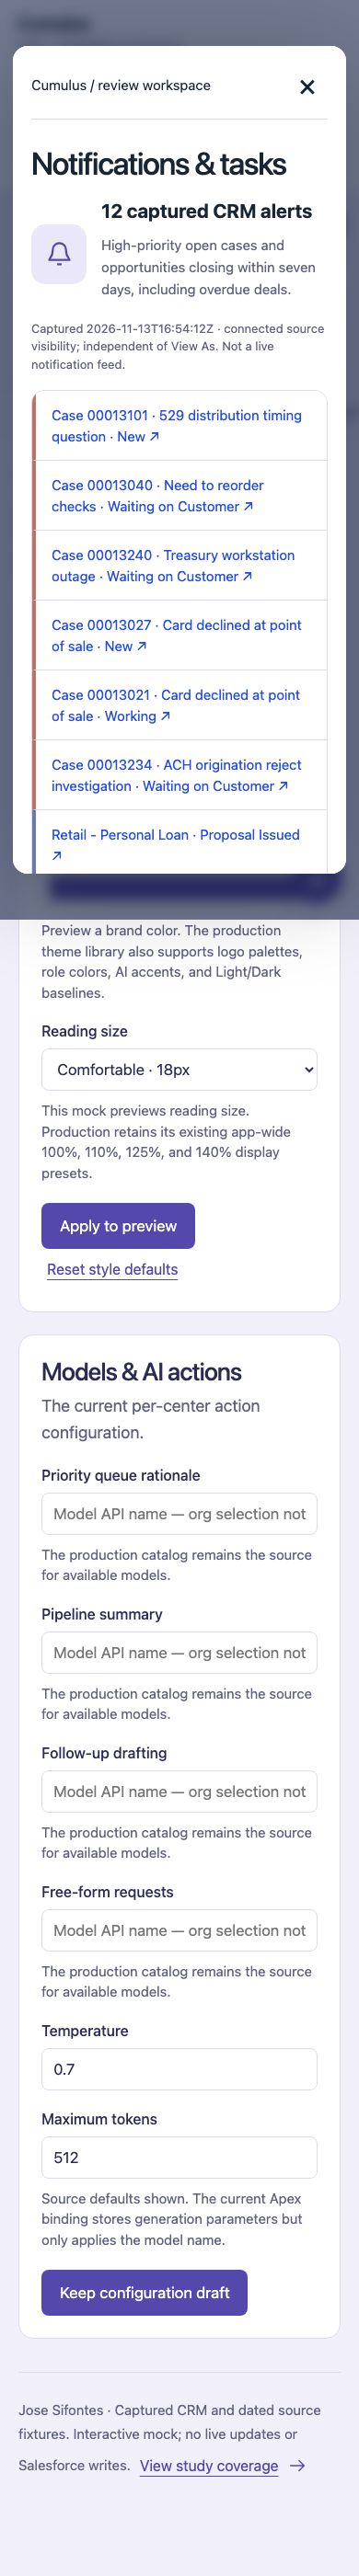 Cumulus / review workspace
Notifications & tasks
12 captured CRM alerts
High-priority open cases and
opportunities closing within seven
days, including overdue deals.
Captured 2026-11-13T16:54:12Z · connected source
visibility; independent of View As. Not a live
notification feed.
Case 00013101 · 529 distribution timing
question · New ↗
Case 00013040 · Need to reorder
checks · Waiting on Customer ↗
Case 00013240 · Treasury workstation
outage · Waiting on Customer ↗
Case 00013027 · Card declined at point
of sale · New ↗
Case 00013021 · Card declined at point
of sale · Working ↗
Case 00013234 · ACH origination reject
investigation · Waiting on Customer ↗
Retail - Personal Loan · Proposal Issued
↗
Preview a brand color. The production
theme library also supports logo palettes,
role colors, AI accents, and Light/Dark
baselines.
Reading size
Comfortable · 18px
This mock previews reading size.
Production retains its existing app-wide
100%, 110%, 125%, and 140% display
presets.
Apply to preview
Reset style defaults
Models & AI actions
The current per-center action
configuration.
Priority queue rationale
Model API name — org selection not
The production catalog remains the source
for available models.
Pipeline summary
Model API name — org selection not
The production catalog remains the source
for available models.
Follow-up drafting
Model API name — org selection not
The production catalog remains the source
for available models.
Free-form requests
Model API name — org selection not
The production catalog remains the source
for available models.
Temperature
0.7
Maximum tokens
512
Source defaults shown. The current Apex
binding stores generation parameters but
only applies the model name.
Keep configuration draft
Jose Sifontes · Captured CRM and dated source
fixtures. Interactive mock; no live updates or
Salesforce writes. View study coverage →